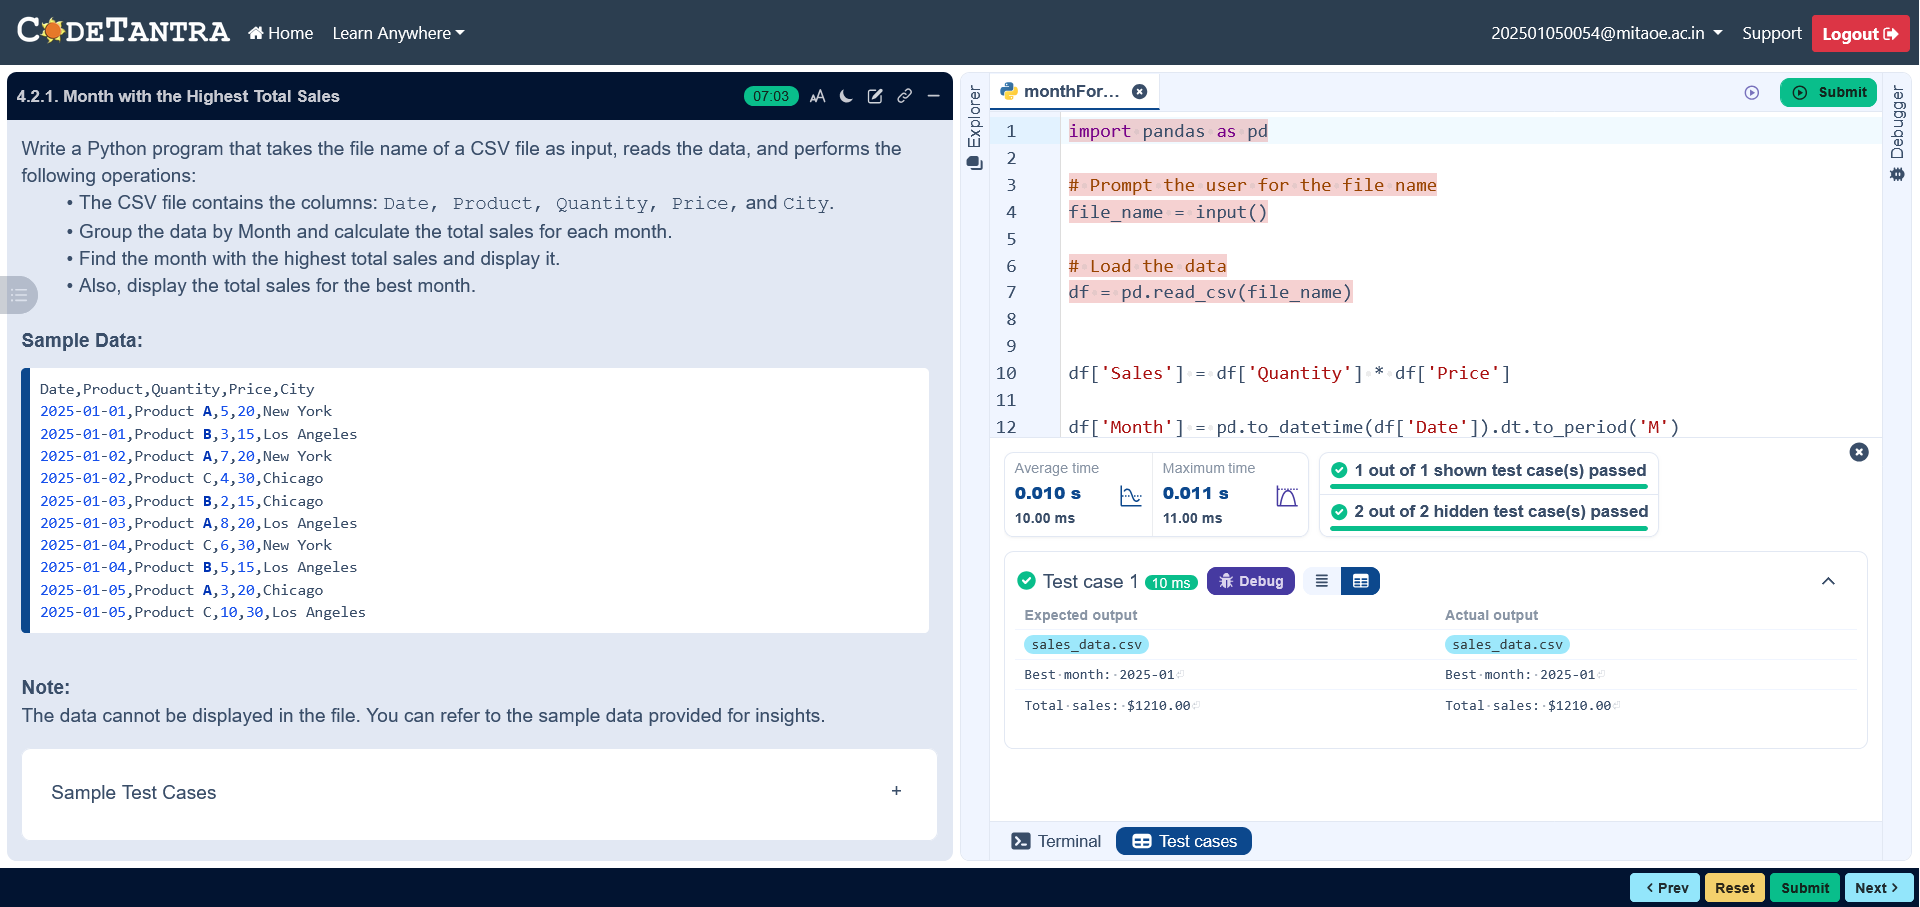 CODETANTRA
Home
Learn Anywhere
202501050054@mitaoe.ac.in
Support
Logout
4.2.1. Month with the Highest Total Sales
07:03
Write a Python program that takes the file name of a CSV file as input, reads the data, and performs the
following operations:
• The CSV file contains the columns: Date, Product, Quantity, Price, and City.
• Group the data by Month and calculate the total sales for each month.
• Find the month with the highest total sales and display it.
• Also, display the total sales for the best month.
Sample Data:
Date,Product,Quantity,Price,City
2025-01-01,Product A,5,20,New York
2025-01-01,Product B,3,15,Los Angeles
2025-01-02,Product A,7,20,New York
2025-01-02,Product C,4,30,Chicago
2025-01-03,Product B,2,15,Chicago
2025-01-03,Product A,8,20,Los Angeles
2025-01-04,Product C,6,30,New York
2025-01-04,Product B,5,15,Los Angeles
2025-01-05,Product A,3,20,Chicago
2025-01-05,Product C,10,30,Los Angeles
Note:
The data cannot be displayed in the file. You can refer to the sample data provided for insights.
Sample Test Cases
+
Explorer
monthFor...
Submit
Debugger
1 import pandas as pd
2
3 # Prompt the user for the file name
4 file_name = input()
5
6 # Load the data
7 df = pd.read_csv(file_name)
8
9
10 df['Sales'] = df['Quantity'] * df['Price']
11
12 df['Month'] = pd.to_datetime(df['Date']).dt.to_period('M')
Average time
0.010 s
10.00 ms
Maximum time
0.011 s
11.00 ms
1 out of 1 shown test case(s) passed
2 out of 2 hidden test case(s) passed
Test case 1 10 ms Debug
Expected output
sales_data.csv
Best month: 2025-01
Total sales: $1210.00
Actual output
sales_data.csv
Best month: 2025-01
Total sales: $1210.00
Terminal
Test cases
< Prev
Reset
Submit
Next >